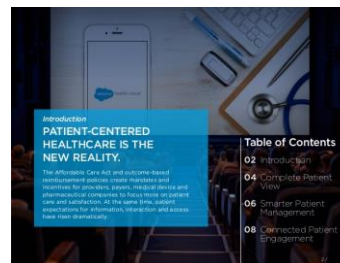 Introduction
PATIENT-CENTERED
HEALTHCARE IS THE
NEW REALITY.
The Affordable Care Act and outcome-based
reimbursement policies create mandates and
incentives for providers, payers, medical device and
pharmaceutical companies to focus more on patient
care and satisfaction. At the same time, patient
expectations for information, interaction and access
have risen dramatically.
Table of Contents
02 Introduction
04 Complete Patient
View
06 Smarter Patient
Management
08 Connected Patient
Engagement